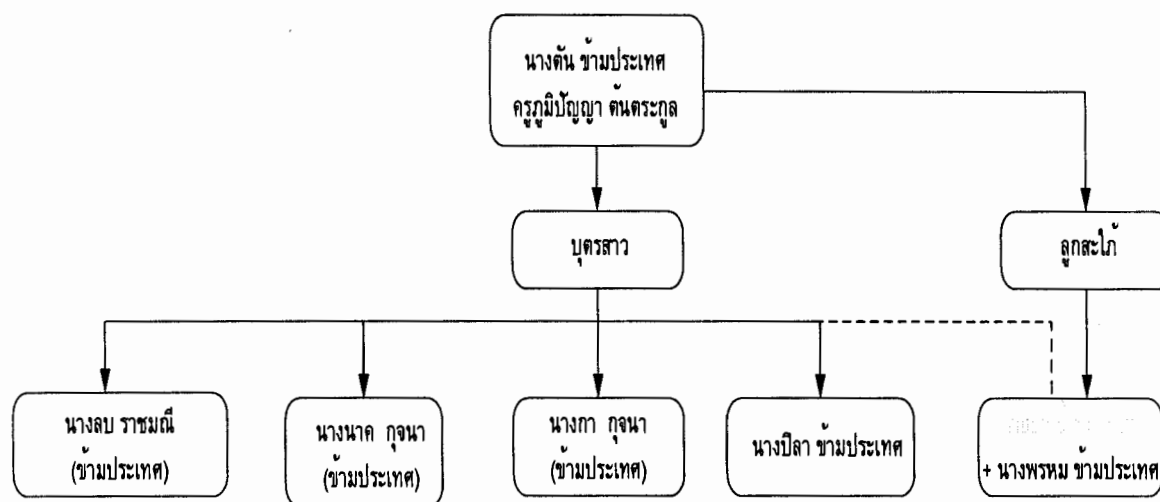 นางตัน ข้ามประเทศ
ครูภูมิปัญญา ต้นตระกูล
บุตรสาว
ลูกสะใภ้
นางลบ ราชมณี
(ข้ามประเทศ)
นางนาค กุจนา
(ข้ามประเทศ)
นางกา กุจนา
(ข้ามประเทศ)
นางปีลา ข้ามประเทศ
+ นางพรหม ข้ามประเทศ